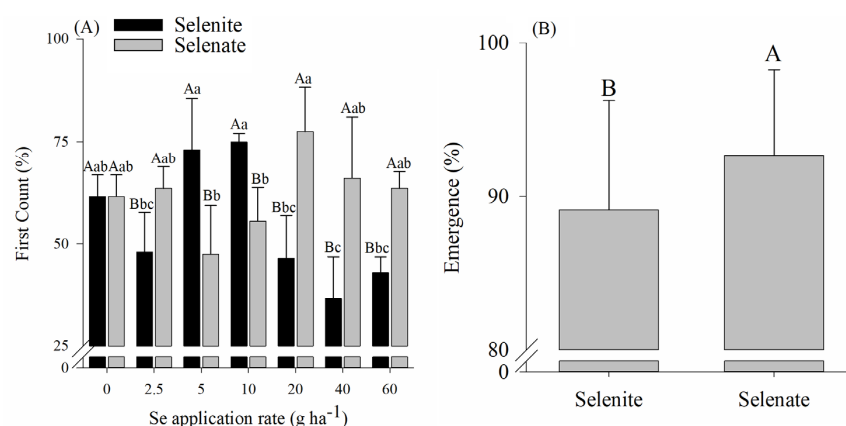 (A)
Selenite
Selenate
First Count (%)
100
75
50
25
0
Aab Aab
Bbc
Aab
Aa
Bb
Aa
Bb
Bbc
Aa
Bc
Aab
Bbc
Aab
0 2.5 5 10 20 40 60
Se application rate (g ha-1)
(B)
Emergence (%)
100
90
80
0
B
A
Selenite Selenate